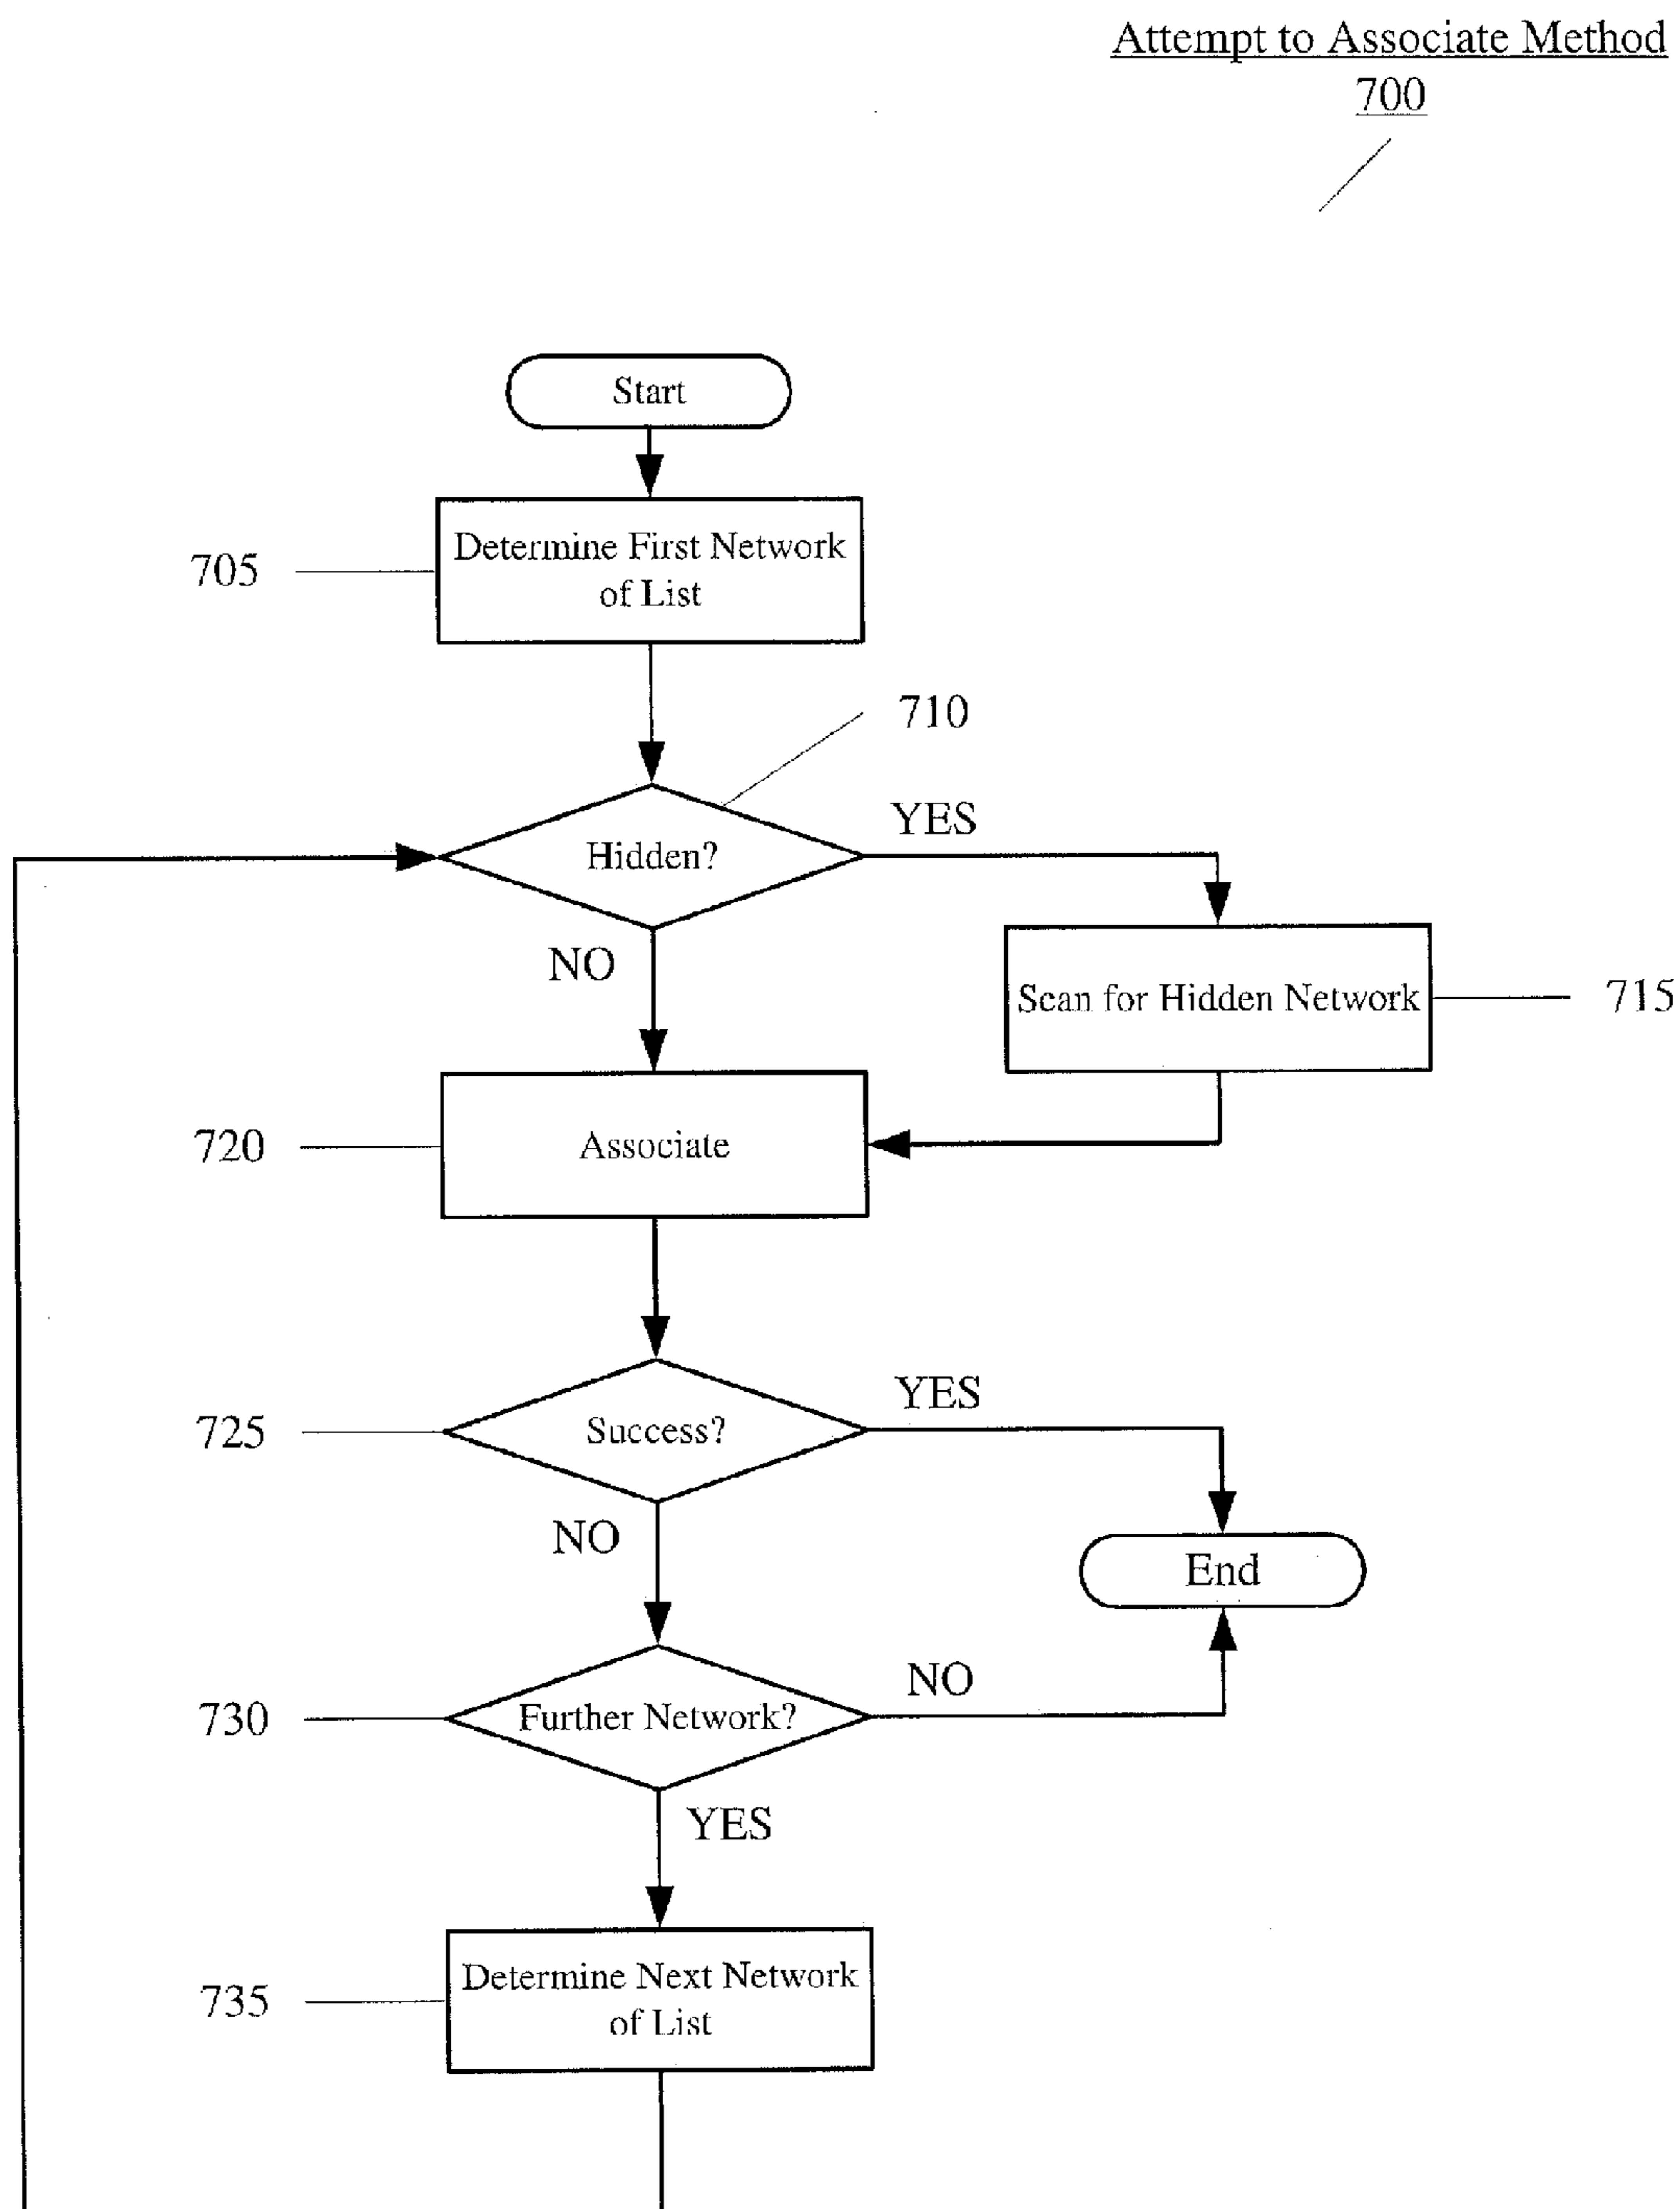 Attempt to Associate Method
700
Start
705
Determine First Network
of List
710
Hidden?
YES
NO
Scan for Hidden Network
715
720
Associate
725
Success?
YES
NO
End
730
Further Network?
NO
YES
735
Determine Next Network
of List